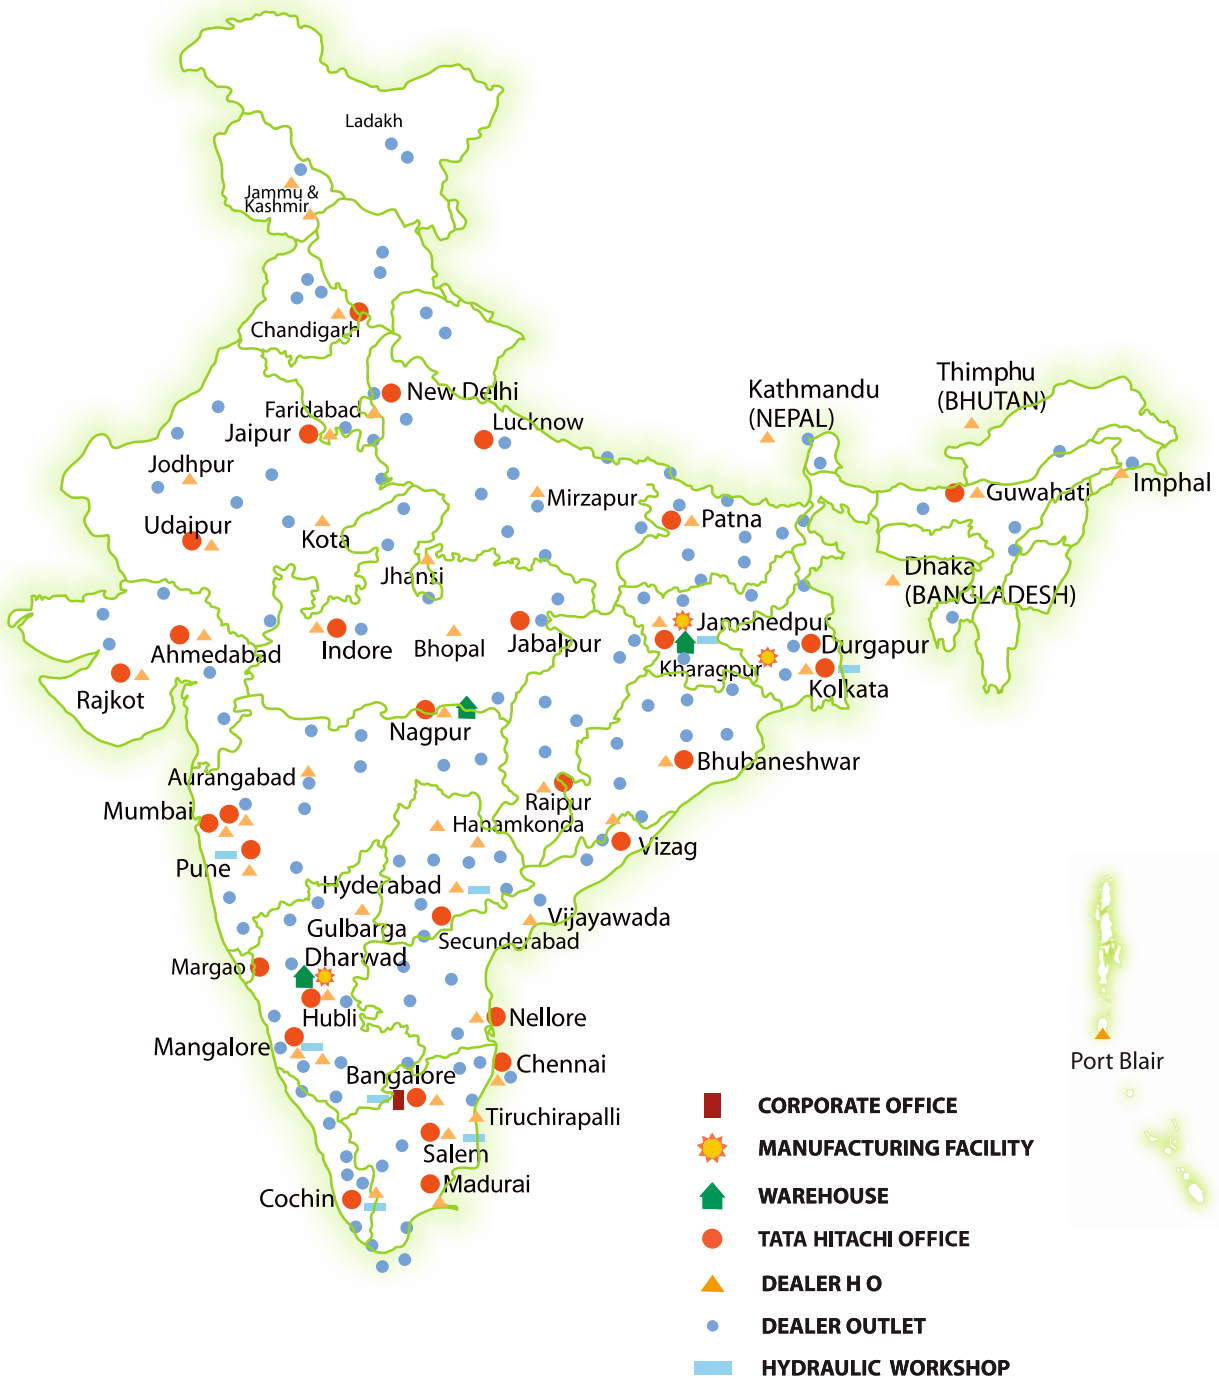 Ladakh
Jammu &
Kashmir
Chandigarh
New Delhi
Faridabad
Jaipur
Lucknow
Kathmandu
(NEPAL)
Thimphu
(BHUTAN)
Jodhpur
Mirzapur
Guwahati
Imphal
Udaipur
Kota
Patna
Jhansi
Dhaka
(BANGLADESH)
Ahmedabad
Indore
Bhopal
Jabalpur
Jamshedpur
Durgapur
Kharagpur
Kolkata
Rajkot
Nagpur
Bhubaneshwar
Aurangabad
Raipur
Mumbai
Hanamkonda
Vizag
Pune
Hyderabad
Gulbarga
Vijayawada
Secunderabad
Dharwad
Margao
Hubli
Nellore
Mangalore
Chennai
Port Blair
Bangalore
Tiruchirapalli
Salem
Madurai
Cochin
CORPORATE OFFICE
MANUFACTURING FACILITY
WAREHOUSE
TATA HITACHI OFFICE
DEALER H O
DEALER OUTLET
HYDRAULIC WORKSHOP